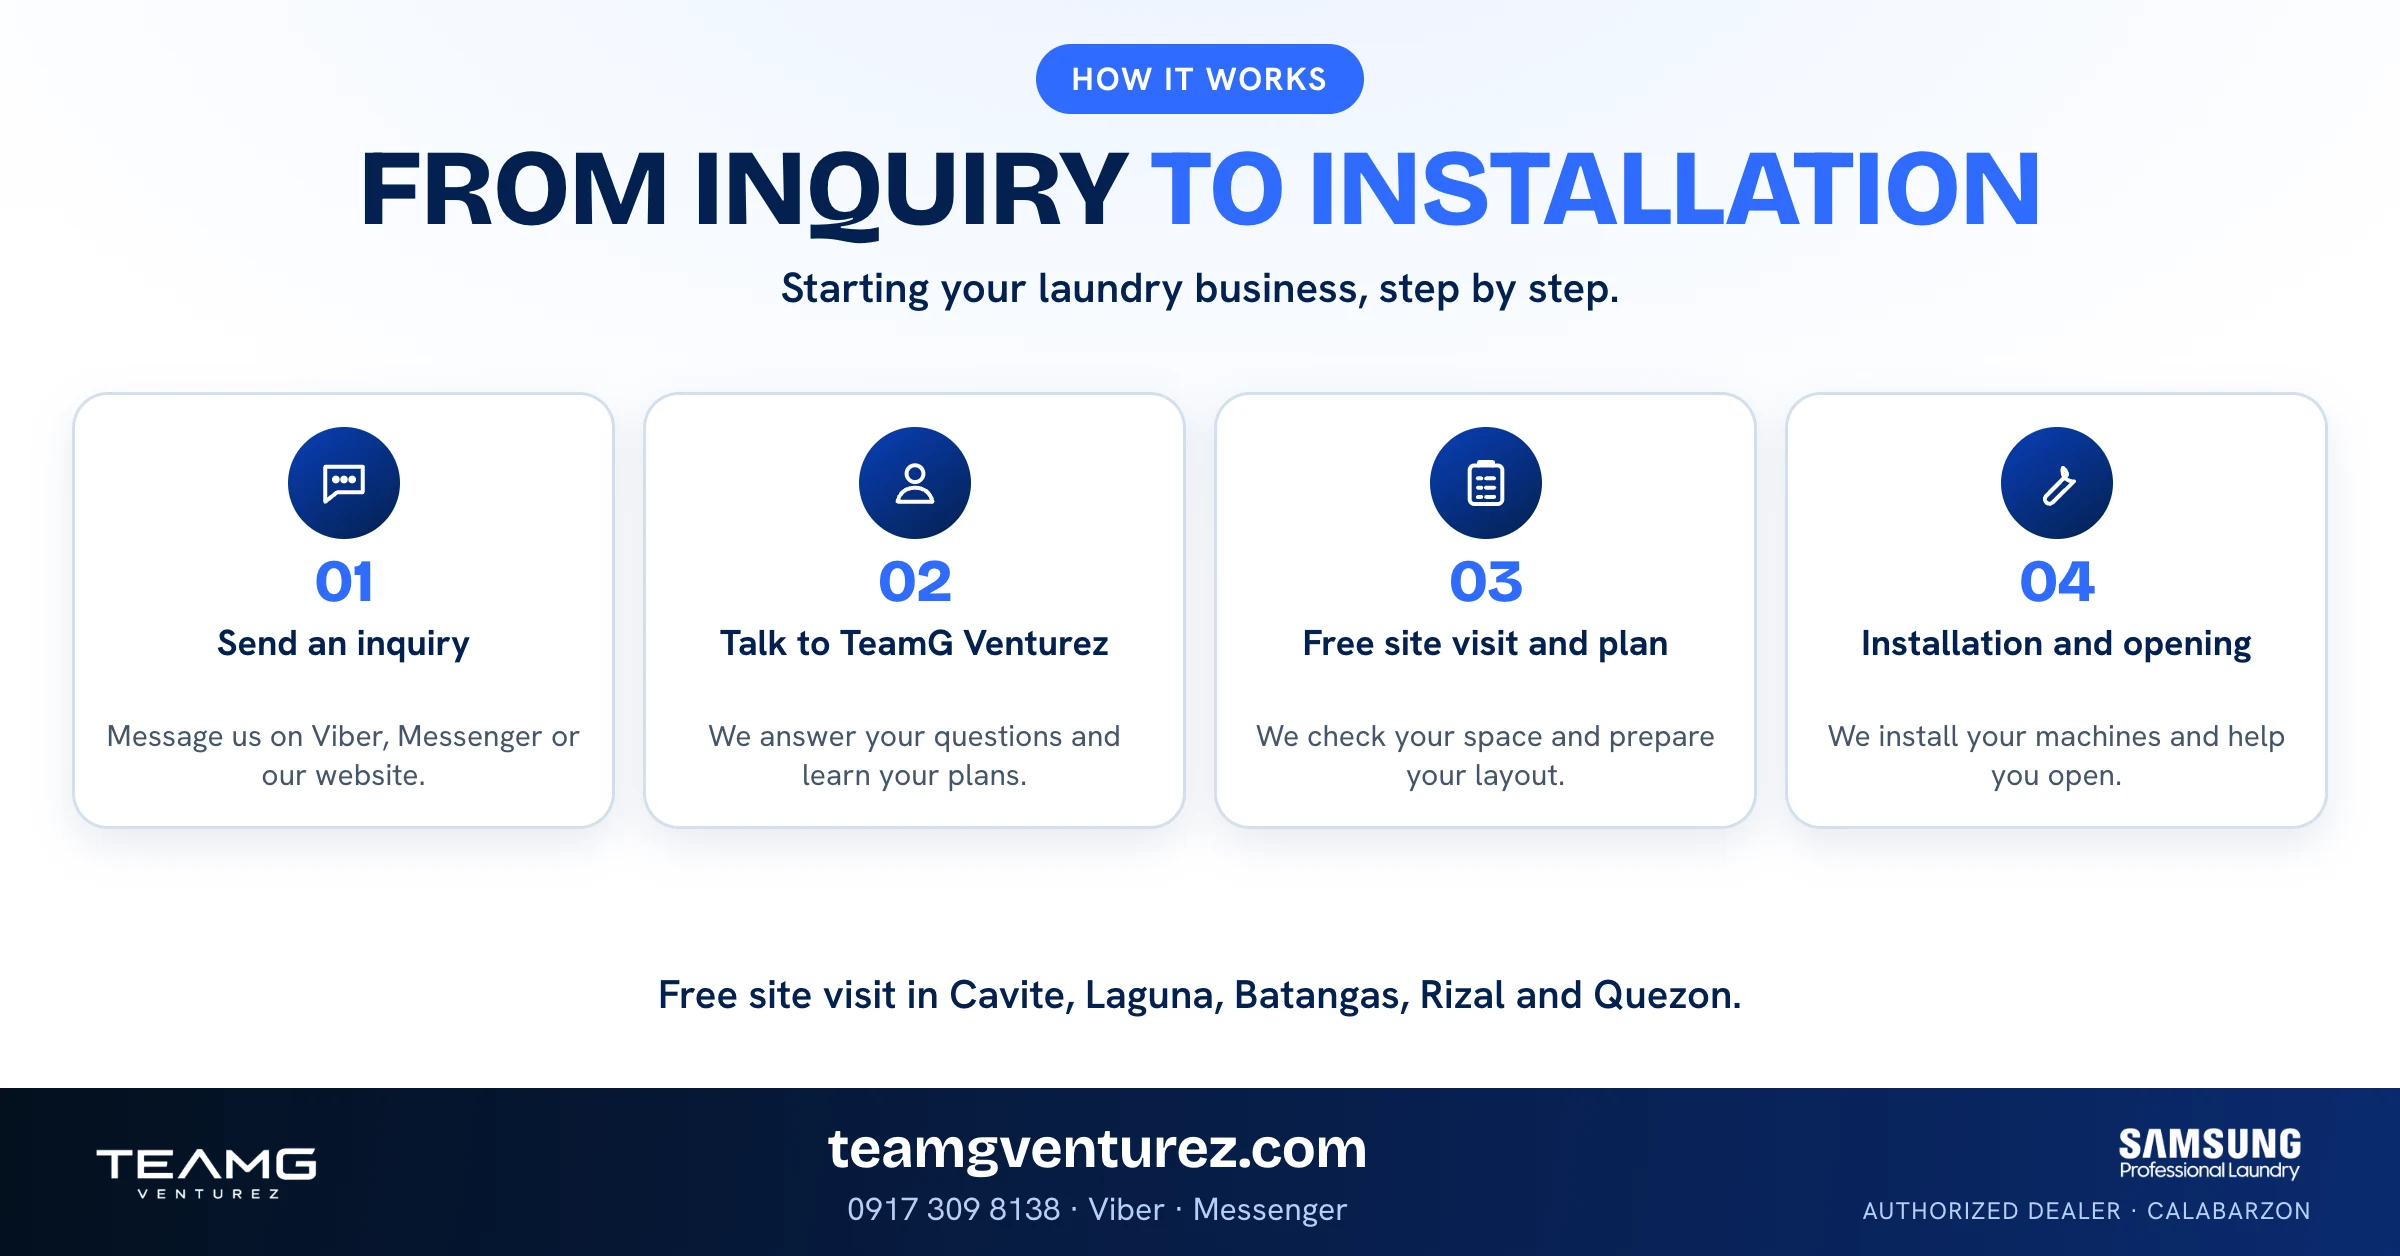 HOW IT WORKS
FROM INQUIRY TO INSTALLATION
Starting your laundry business, step by step.
01
Send an inquiry
Message us on Viber, Messenger or
our website.
02
Talk to TeamG Venturez
We answer your questions and
learn your plans.
03
Free site visit and plan
We check your space and prepare
your layout.
04
Installation and opening
We install your machines and help
you open.
Free site visit in Cavite, Laguna, Batangas, Rizal and Quezon.
TEAMG
VENTUREZ
teamgventurez.com
0917 309 8138 · Viber · Messenger
SAMSUNG
Professional Laundry
AUTHORIZED DEALER · CALABARZON